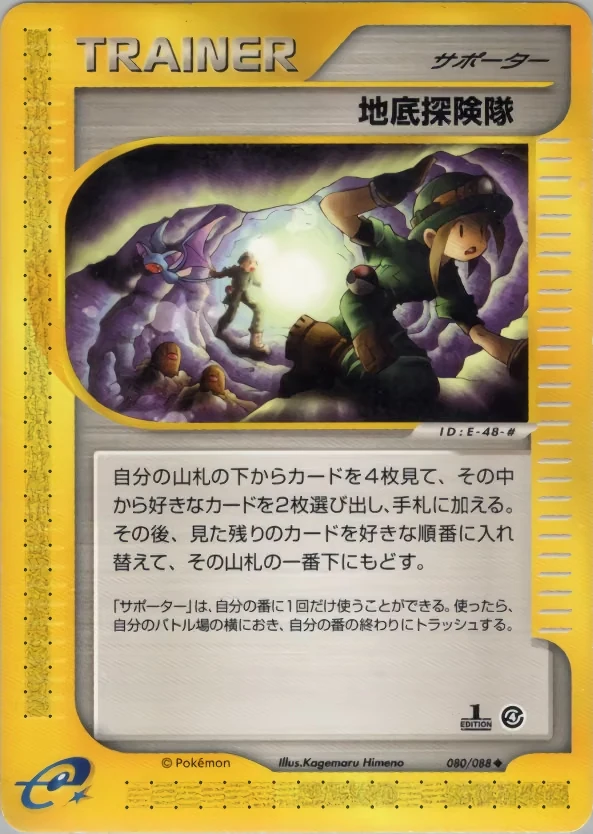 TRAINER
サポーター
地底探険隊
ID:E-48-#
自分の山札の下からカードを4枚見て、その中
から好きなカードを2枚選び出し、手札に加える。
その後、見た残りのカードを好きな順番に入れ
替えて、その山札の一番下にもどす。
「サポーター」は、自分の番に1回だけ使うことができる。使ったら、
自分のバトル場の横におき、自分の番の終わりにトラッシュする。
1
EDITION
© Pokémon Illus.Kagemaru Himeno 080/088◆
e